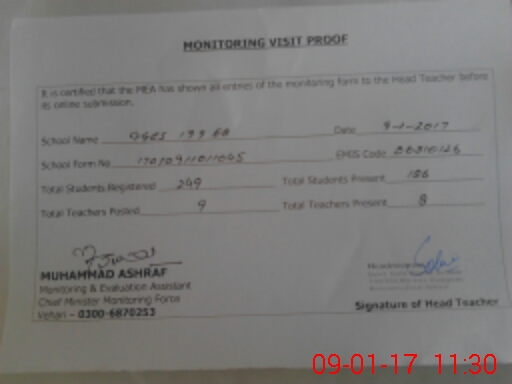 MONITORING VISIT PROOF
It is certified that the MEA has shown all entries of the monitoring form to the Head Teacher before
its online submission.
School Name GGES 199 EB Date 9-1-2017
School Form No EMIS Code
Total Students Registered 249 Total Students Present 186
Total Teachers Posted 9 Total Teachers Present 8
MUHAMMAD ASHRAF
Monitoring & Evaluation Assistant
Chief Minister Monitoring Force
Vehari - 0300-6870253
Signature of Head Teacher
09-01-17 11:30